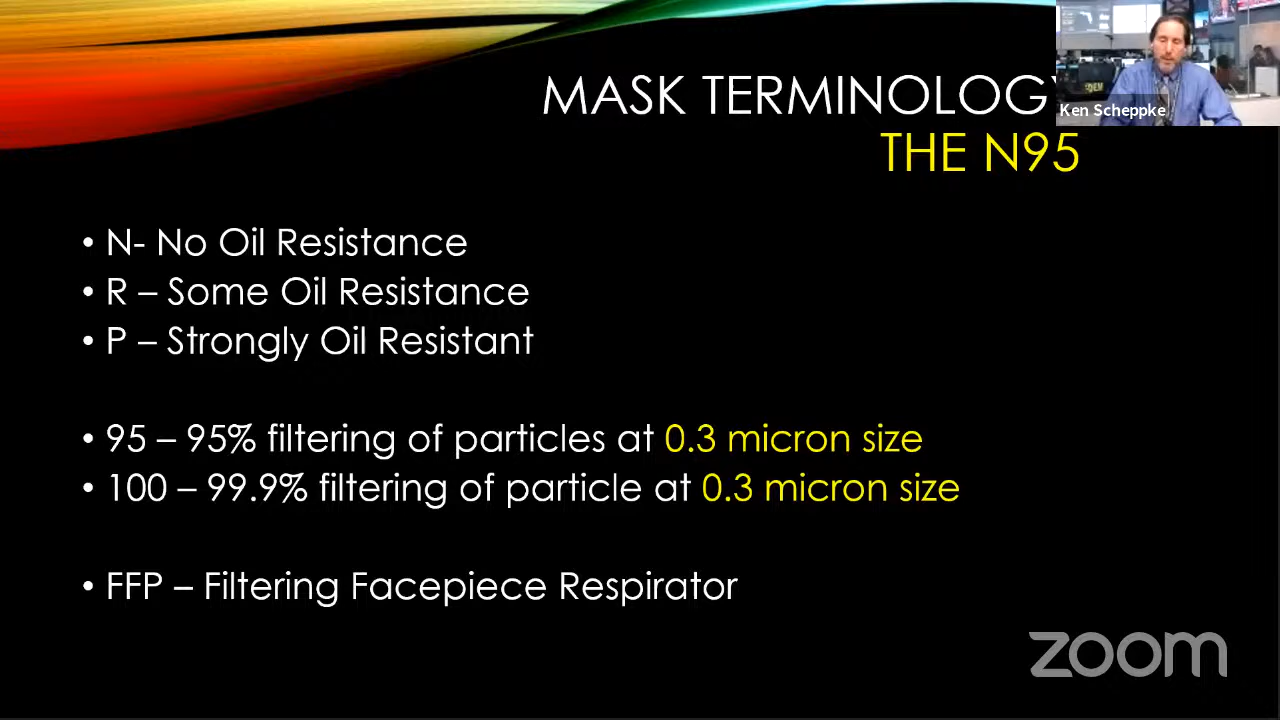 MASK TERMINOLOGY
THE N95
Ken Scheppke
• N- No Oil Resistance
• R – Some Oil Resistance
• P – Strongly Oil Resistant
• 95 – 95% filtering of particles at 0.3 micron size
• 100 – 99.9% filtering of particle at 0.3 micron size
• FFP – Filtering Facepiece Respirator
zoom